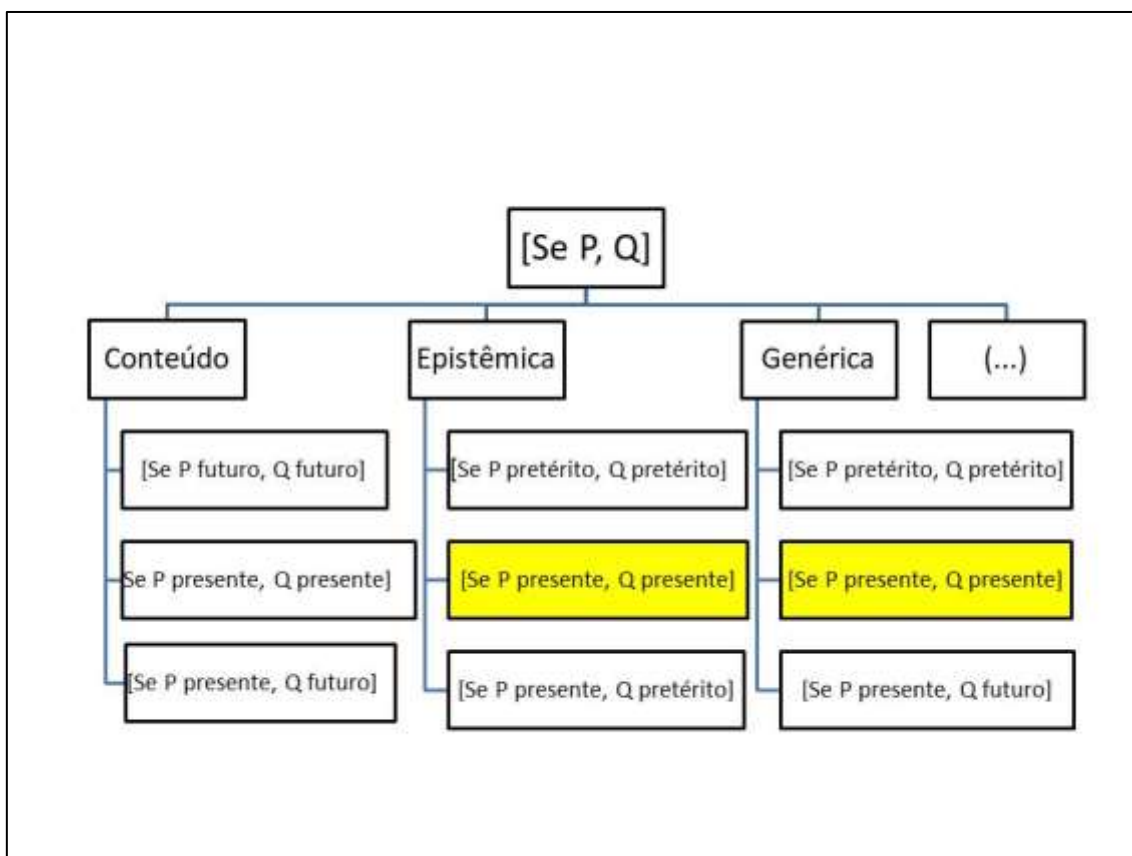 [Se P, Q]
Conteúdo
Epistêmica
Genérica
(...)
[Se P futuro, Q futuro]
[Se P pretérito, Q pretérito]
[Se P pretérito, Q pretérito]
Se P presente, Q presente]
[Se P presente, Q presente]
[Se P presente, Q presente]
[Se P presente, Q futuro]
[Se P presente, Q pretérito]
[Se P presente, Q futuro]